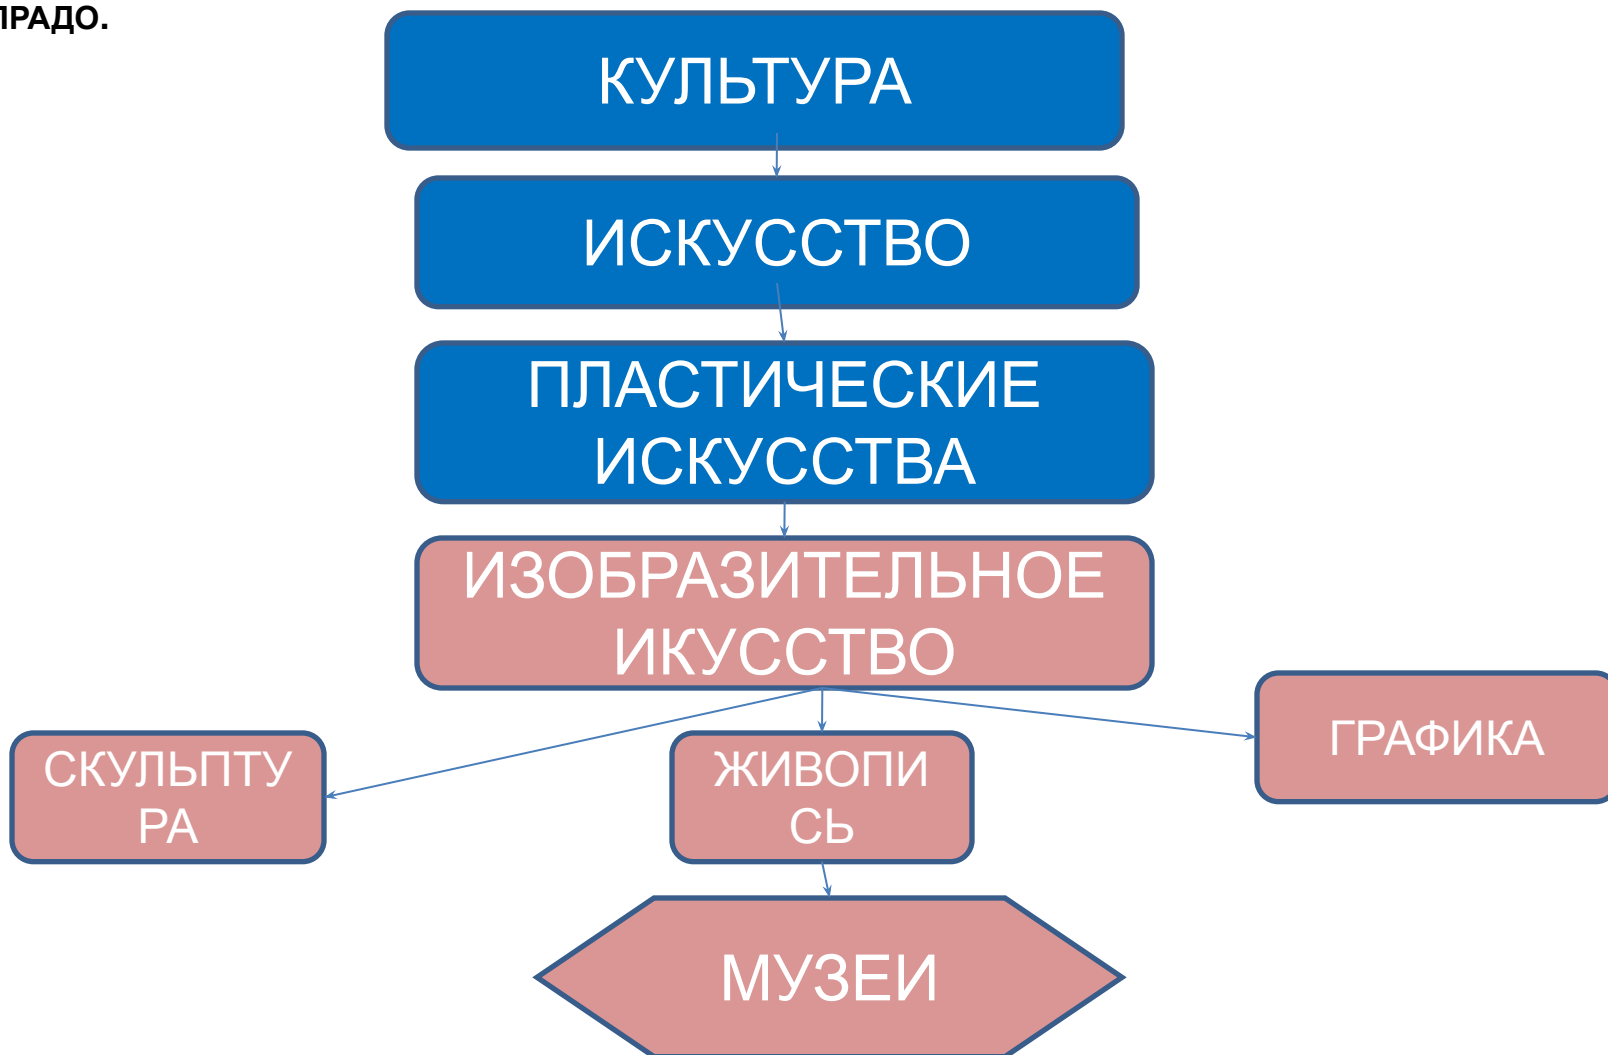 ПРАДО.
КУЛЬТУРА
ИСКУССТВО
ПЛАСТИЧЕСКИЕ
ИСКУССТВА
ИЗОБРАЗИТЕЛЬНОЕ
ИКУССТВО
ГРАФИКА
СКУЛЬПТУ
РА
ЖИВОПИ
СЬ
МУЗЕИ